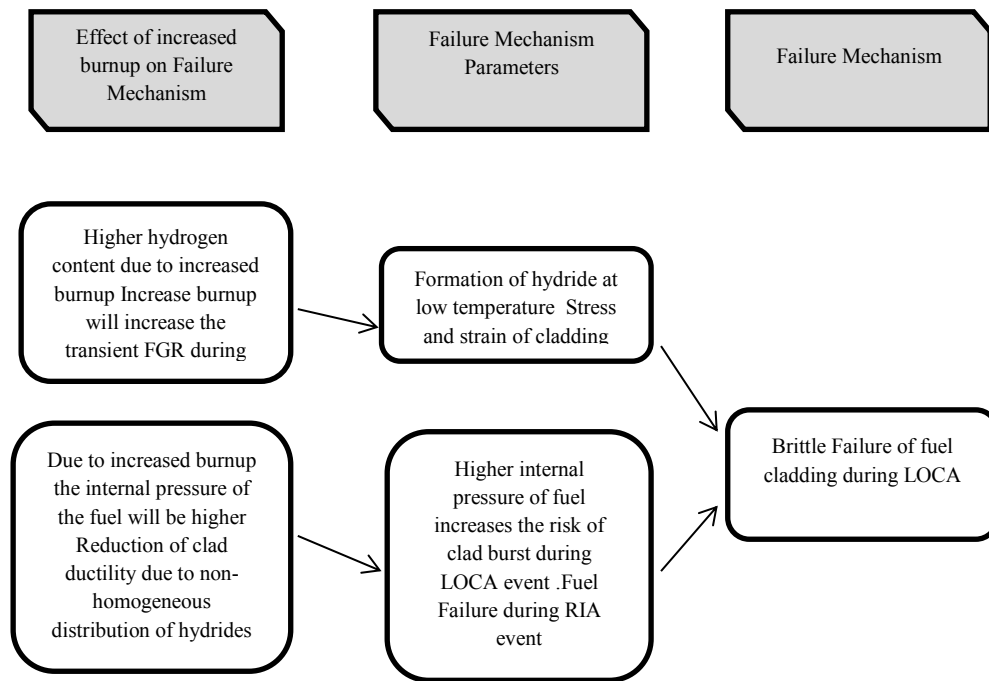 Effect of increased
burnup on Failure
Mechanism
Failure Mechanism
Parameters
Failure Mechanism
Higher hydrogen
content due to increased
burnup Increase burnup
will increase the
transient FGR during
Formation of hydride at
low temperature Stress
and strain of cladding
Due to increased burnup
the internal pressure of
the fuel will be higher
Reduction of clad
ductility due to non-
homogeneous
distribution of hydrides
Higher internal
pressure of fuel
increases the risk of
clad burst during
LOCA event .Fuel
Failure during RIA
event
Brittle Failure of fuel
cladding during LOCA